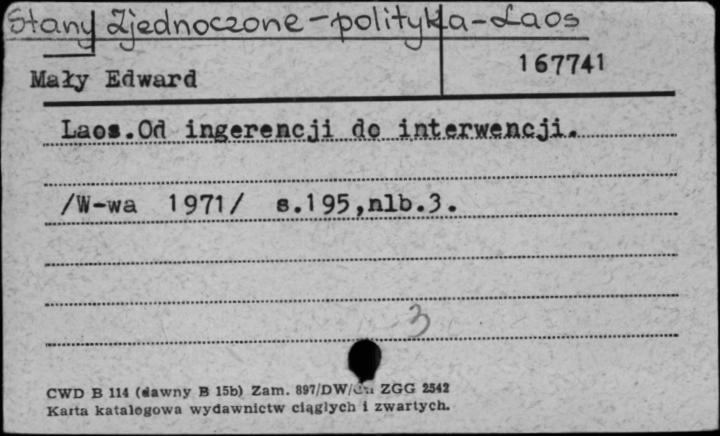 Stany Zjednoczone-polityka-Laos
Mały Edward
167741
Laos.Od ingerencji do interwencji.
/W-wa 1971/ s.195,nlb.3.
3
CWD B 114 (dawny B 15b) Zam. 897/DW/ ZGG 2542
Karta katalogowa wydawnictw ciągłych i zwartych.